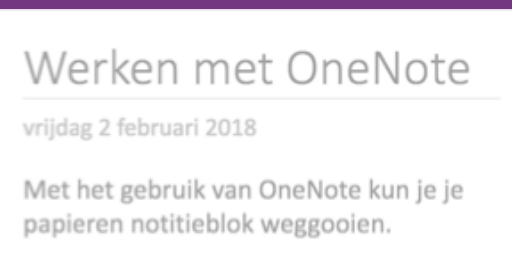 Werken met OneNote
vrijdag 2 februari 2018
Met het gebruik van OneNote kun je je
papieren notitieblok weggooien.